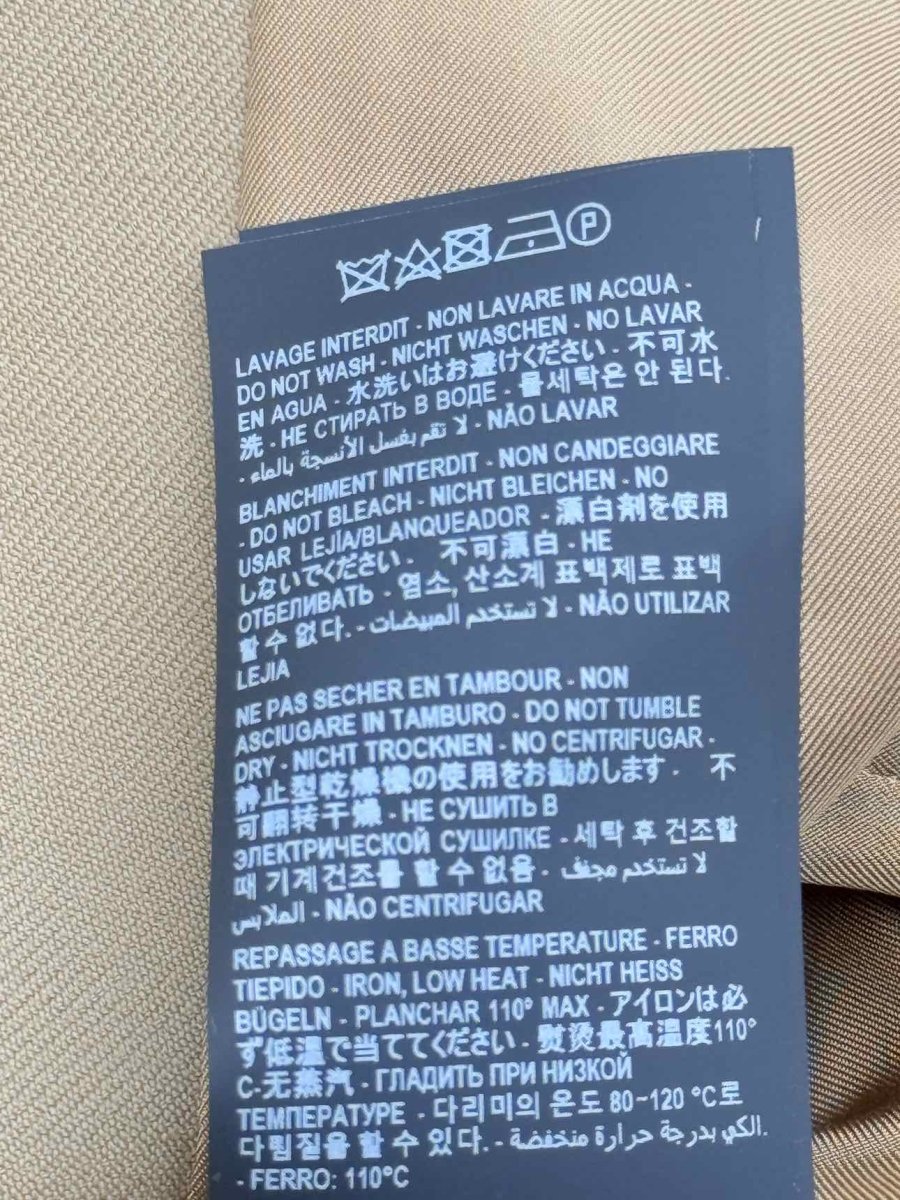 P
LAVAGE INTERDIT - NON LAVARE IN ACQUA -
DO NOT WASH - NICHT WASCHEN - NO LAVAR
EN AGUA - 水洗いはお避けください - 不可水
洗 - НЕ СТИРАТЬ В ВОДЕ - 물세탁은 안 된다.
- لا تقم بغسل الأنسجة بالماء - NÃO LAVAR
BLANCHIMENT INTERDIT - NON CANDEGGIARE
- DO NOT BLEACH - NICHT BLEICHEN - NO
USAR LEJÍA/BLANQUEADOR - 漂白剤を使用
しないでください - 不可漂白 - НЕ
ОТБЕЛИВАТЬ - 염소, 산소계 표백제로 표백
할 수 없다. - لا تستخدم المبيضات - NÃO UTILIZAR
LEJIA
NE PAS SECHER EN TAMBOUR - NON
ASCIUGARE IN TAMBURO - DO NOT TUMBLE
DRY - NICHT TROCKNEN - NO CENTRIFUGAR -
静止型乾燥機の使用をお勧めします - 不
可翻转干燥 - НЕ СУШИТЬ В
ЭЛЕКТРИЧЕСКОЙ СУШИЛКЕ - 세탁 후 건조할
때 기계건조를 할 수 없음 - لا تستخدم مجفف
الملابس - NÃO CENTRIFUGAR
REPASSAGE A BASSE TEMPERATURE - FERRO
TIEPIDO - IRON, LOW HEAT - NICHT HEISS
BÜGELN - PLANCHAR 110° MAX - アイロンは必
ず低温で当ててください - 熨烫最高温度110°
C-无蒸汽 - ГЛАДИТЬ ПРИ НИЗКОЙ
ТЕМПЕРАТУРЕ - 다리미의 온도 80~120 °C로
다림질을 할 수 있다. - الكي بدرجة حرارة منخفضة.
- FERRO: 110°C